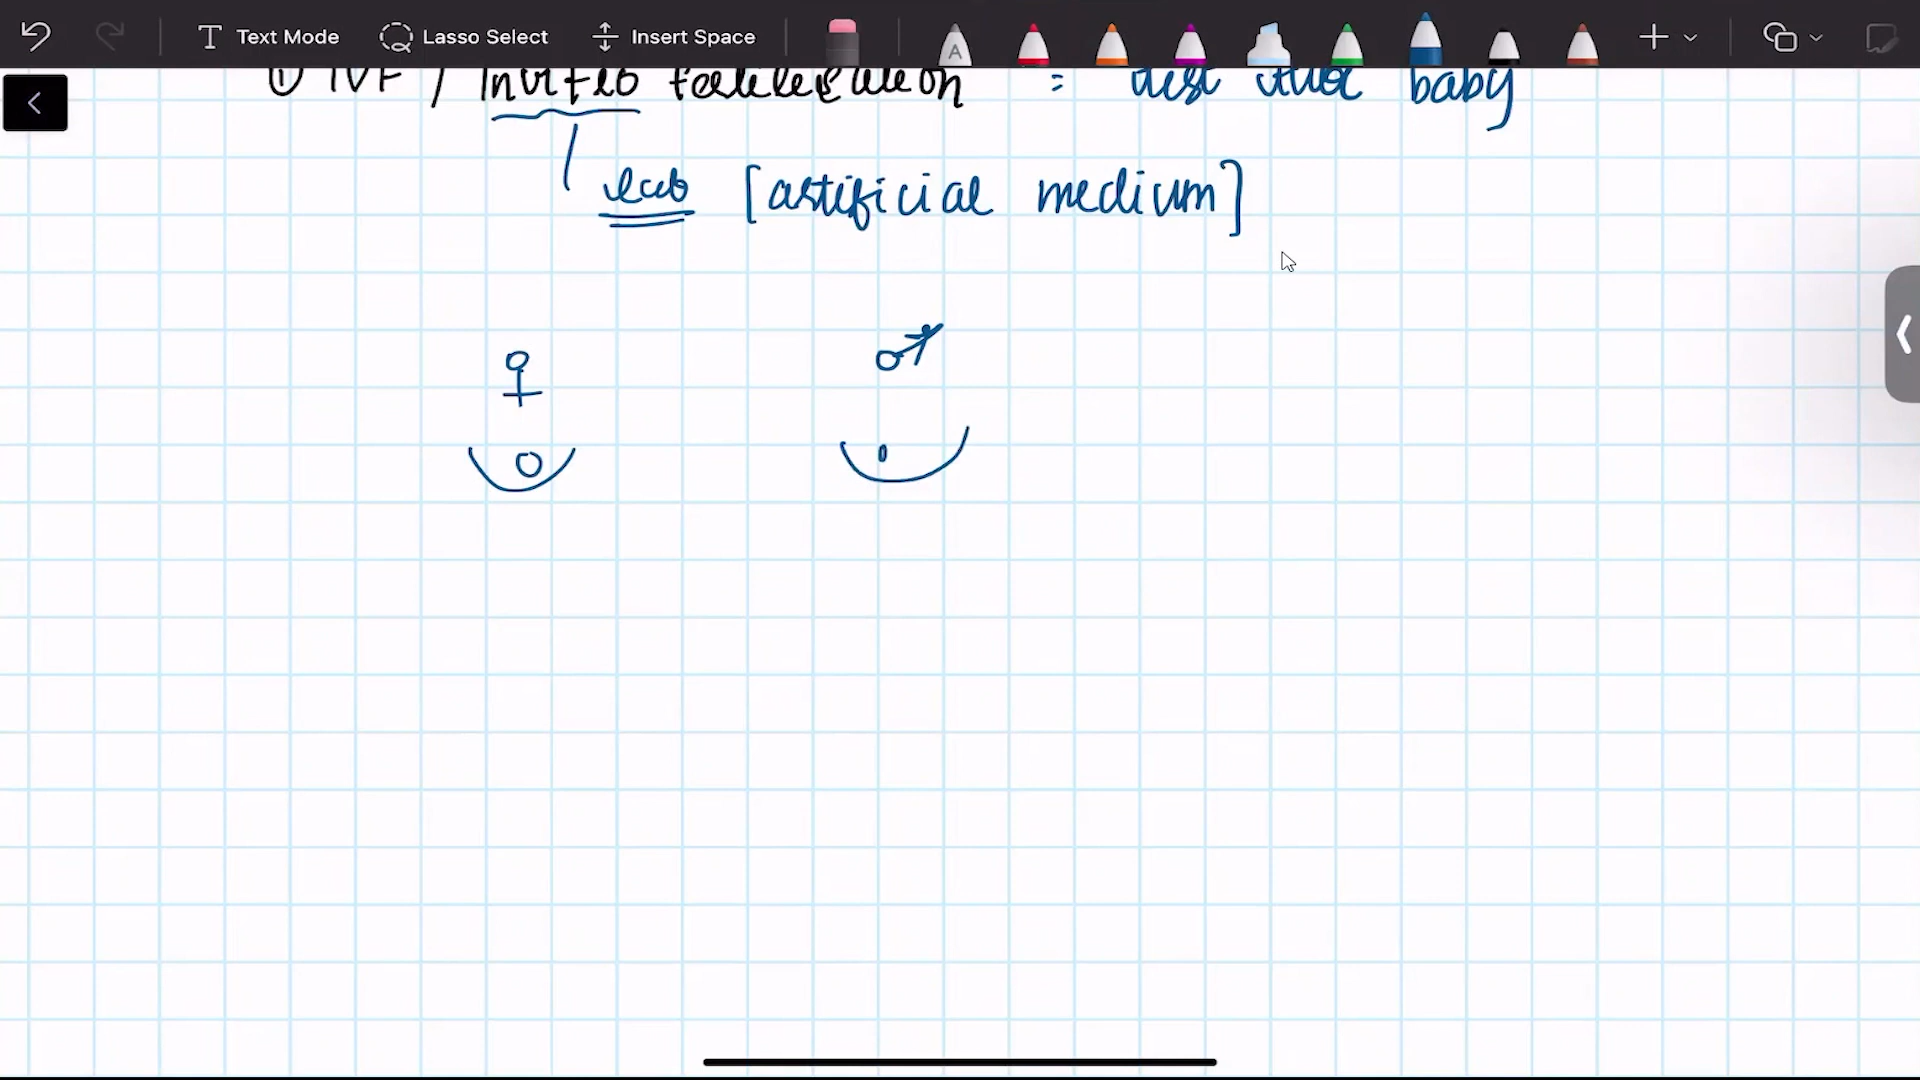 Text Mode Lasso Select Insert Space A
① IVF / Invitro fertilization = test tube baby
lab [artificial medium]